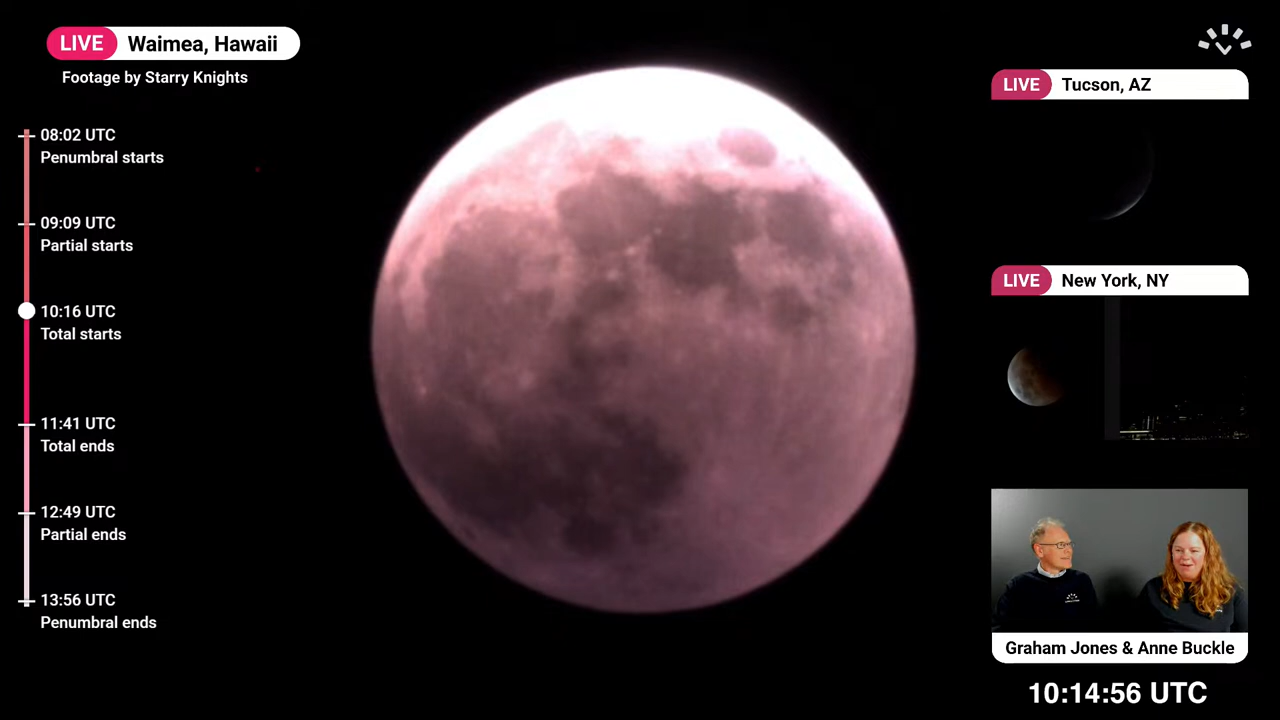 LIVE Waimea, Hawaii
Footage by Starry Knights
08:02 UTC
Penumbral starts
09:09 UTC
Partial starts
10:16 UTC
Total starts
11:41 UTC
Total ends
12:49 UTC
Partial ends
13:56 UTC
Penumbral ends
LIVE Tucson, AZ
LIVE New York, NY
Graham Jones & Anne Buckle
10:14:56 UTC